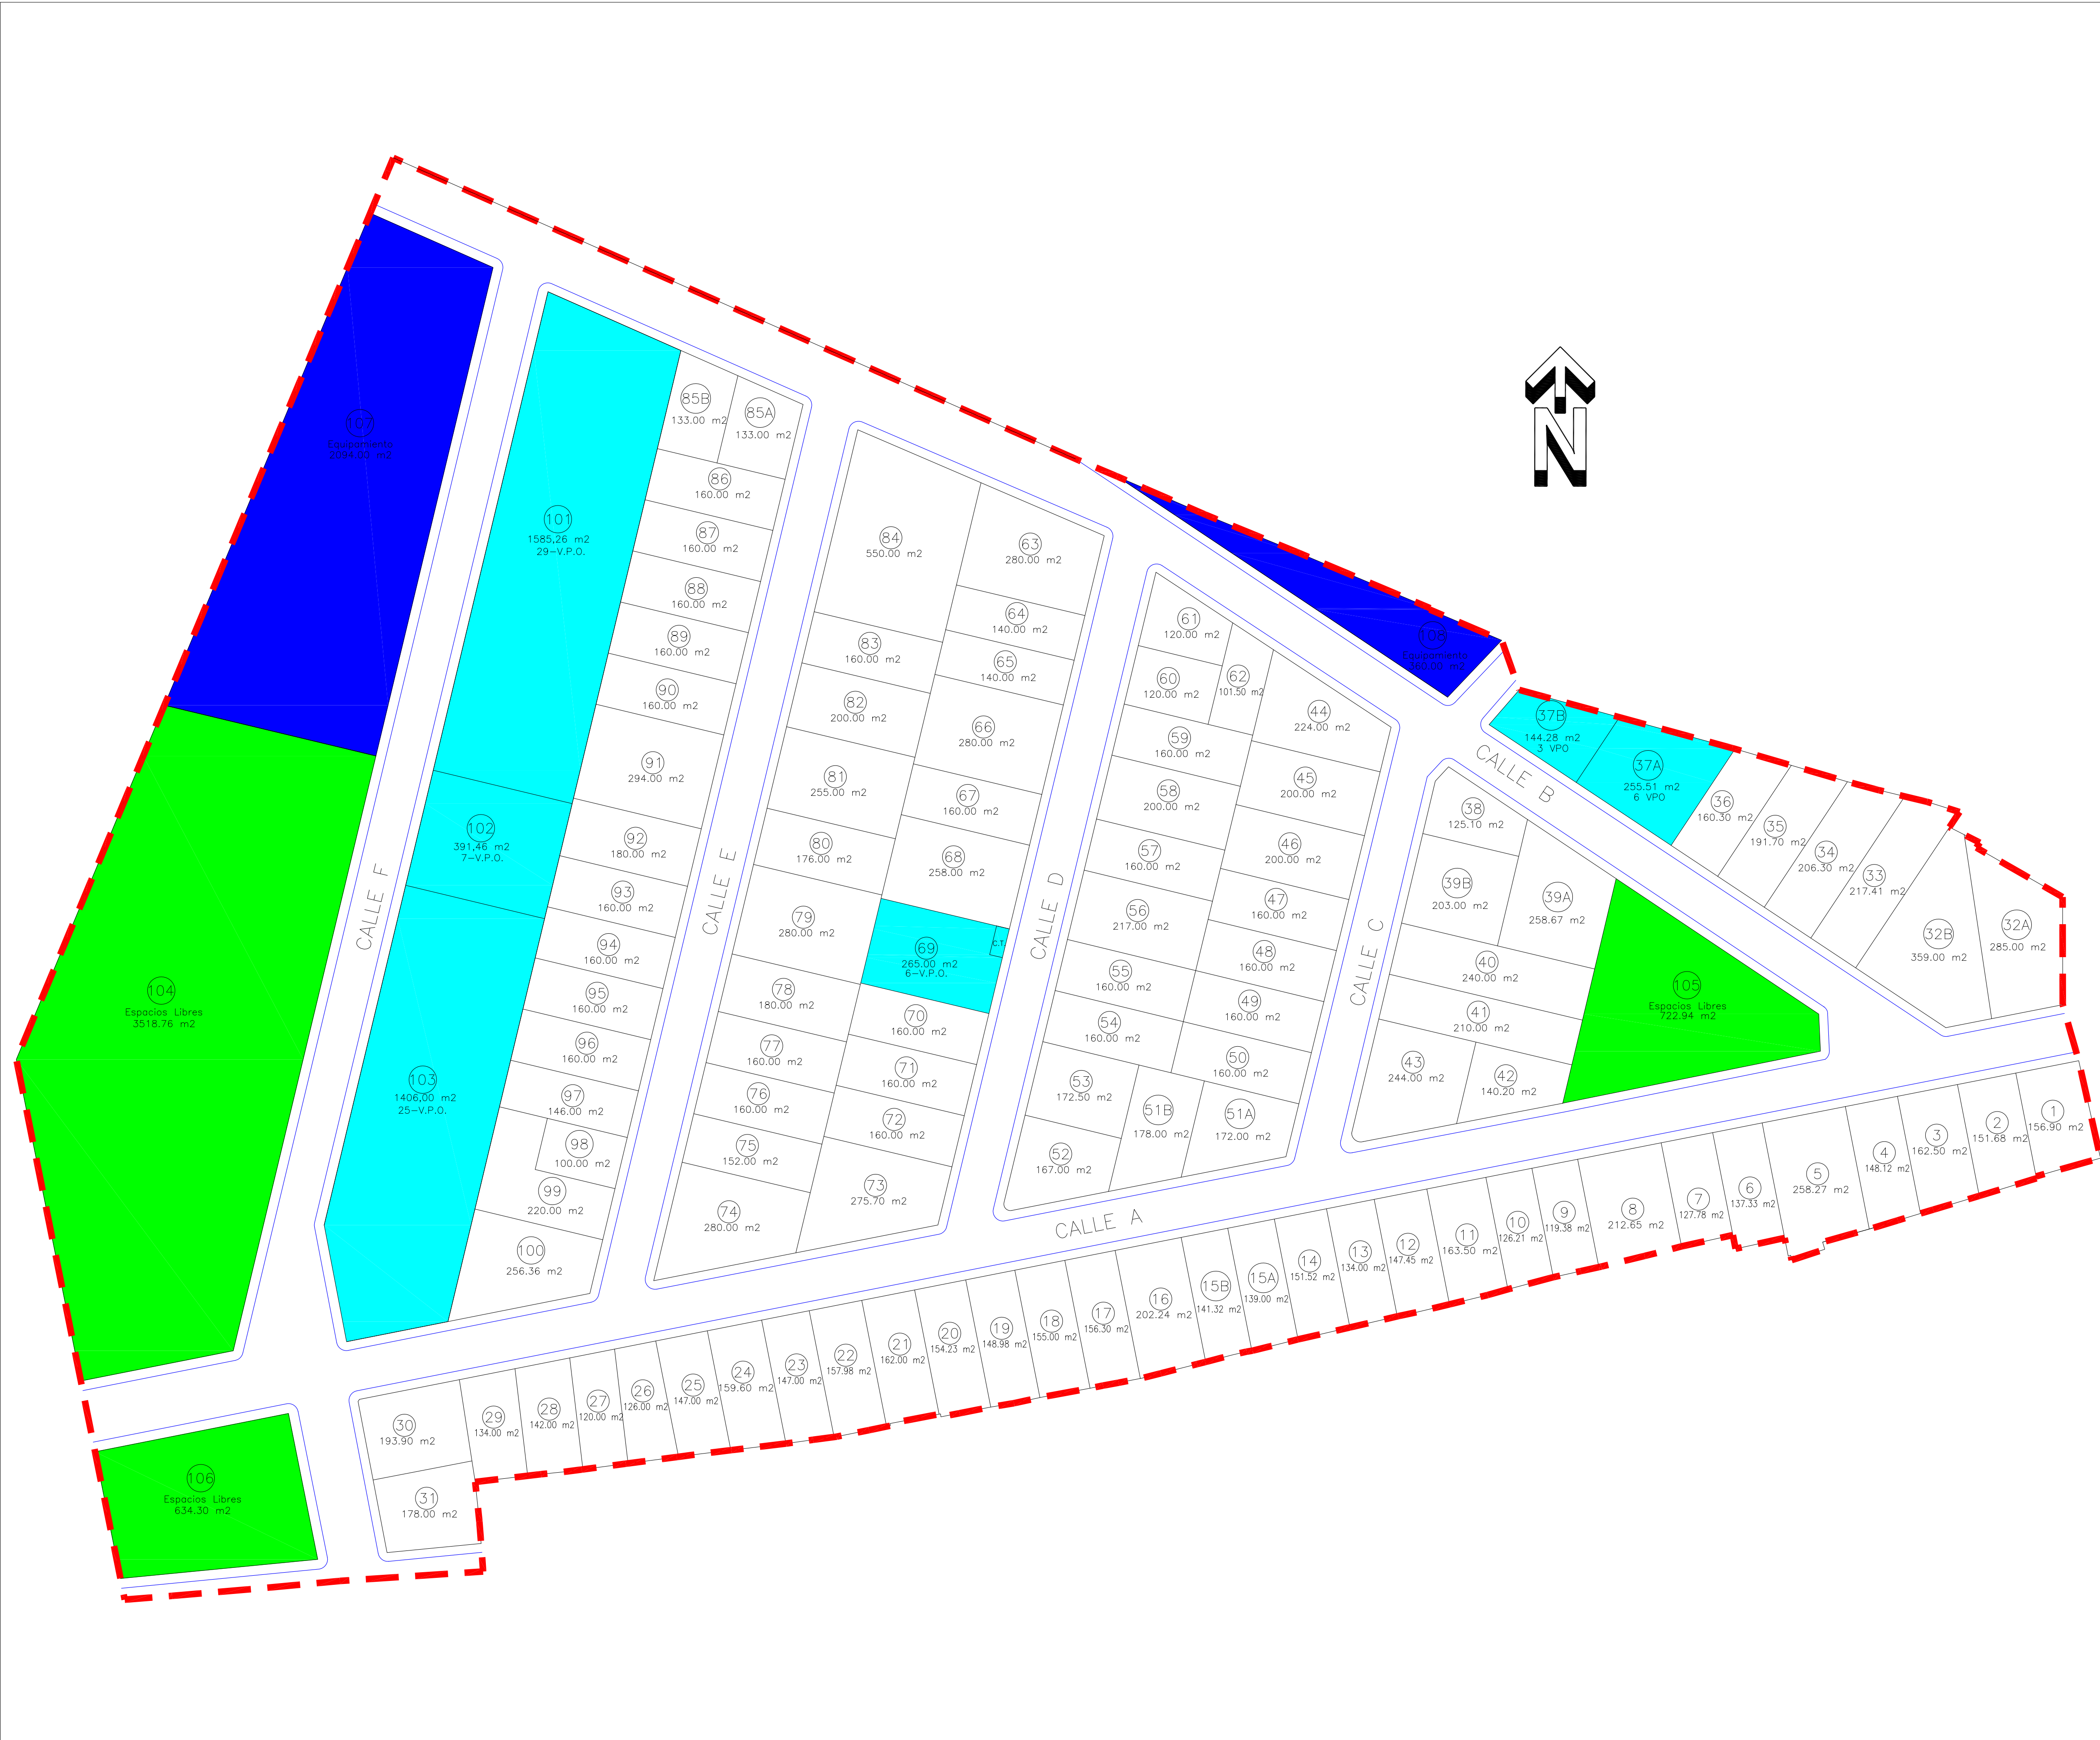 N
107
Equipamiento
2094.00 m2
101
1585,26 m2
29-V.P.O.
102
391,46 m2
7-V.P.O.
103
1406,00 m2
25-V.P.O.
104
Espacios Libres
3518.76 m2
106
Espacios Libres
634.30 m2
CALLE F
85B
133.00 m2
85A
133.00 m2
86
160.00 m2
87
160.00 m2
88
160.00 m2
89
160.00 m2
90
160.00 m2
91
294.00 m2
92
180.00 m2
93
160.00 m2
94
160.00 m2
95
160.00 m2
96
160.00 m2
97
146.00 m2
98
100.00 m2
99
220.00 m2
100
256.36 m2
CALLE E
84
550.00 m2
83
160.00 m2
82
200.00 m2
81
255.00 m2
80
176.00 m2
79
280.00 m2
78
180.00 m2
77
160.00 m2
76
160.00 m2
75
152.00 m2
74
280.00 m2
63
280.00 m2
64
140.00 m2
65
140.00 m2
66
280.00 m2
67
160.00 m2
68
258.00 m2
69
265.00 m2
6-V.P.O.
C.T.
70
160.00 m2
71
160.00 m2
72
160.00 m2
73
275.70 m2
CALLE D
61
120.00 m2
60
120.00 m2
62
101.50 m2
59
160.00 m2
58
200.00 m2
57
160.00 m2
56
217.00 m2
55
160.00 m2
54
160.00 m2
53
172.50 m2
52
167.00 m2
51B
178.00 m2
51A
172.00 m2
44
224.00 m2
45
200.00 m2
46
200.00 m2
47
160.00 m2
48
160.00 m2
49
160.00 m2
50
160.00 m2
CALLE C
108
Equipamiento
CALLE B
37B
144.28 m2
3 VPO
37A
255.51 m2
6 VPO
36
160.30 m2
35
191.70 m2
34
206.30 m2
33
217.41 m2
32B
359.00 m2
32A
285.00 m2
38
125.10 m2
39B
203.00 m2
39A
258.67 m2
40
240.00 m2
41
210.00 m2
43
244.00 m2
42
140.20 m2
105
Espacios Libres
722.94 m2
CALLE A
1
156.90 m2
2
151.68 m2
3
162.50 m2
4
148.12 m2
5
258.27 m2
6
137.33 m2
7
127.78 m2
8
212.65 m2
9
119.38 m2
10
126.21 m2
11
163.50 m2
12
147.45 m2
13
134.00 m2
14
151.52 m2
15A
139.00 m2
15B
141.32 m2
16
202.24 m2
17
156.30 m2
18
155.00 m2
19
148.98 m2
20
154.23 m2
21
162.00 m2
22
157.98 m2
23
147.00 m2
24
159.60 m2
25
147.00 m2
26
126.00 m2
27
120.00 m2
28
142.00 m2
29
134.00 m2
30
193.90 m2
31
178.00 m2